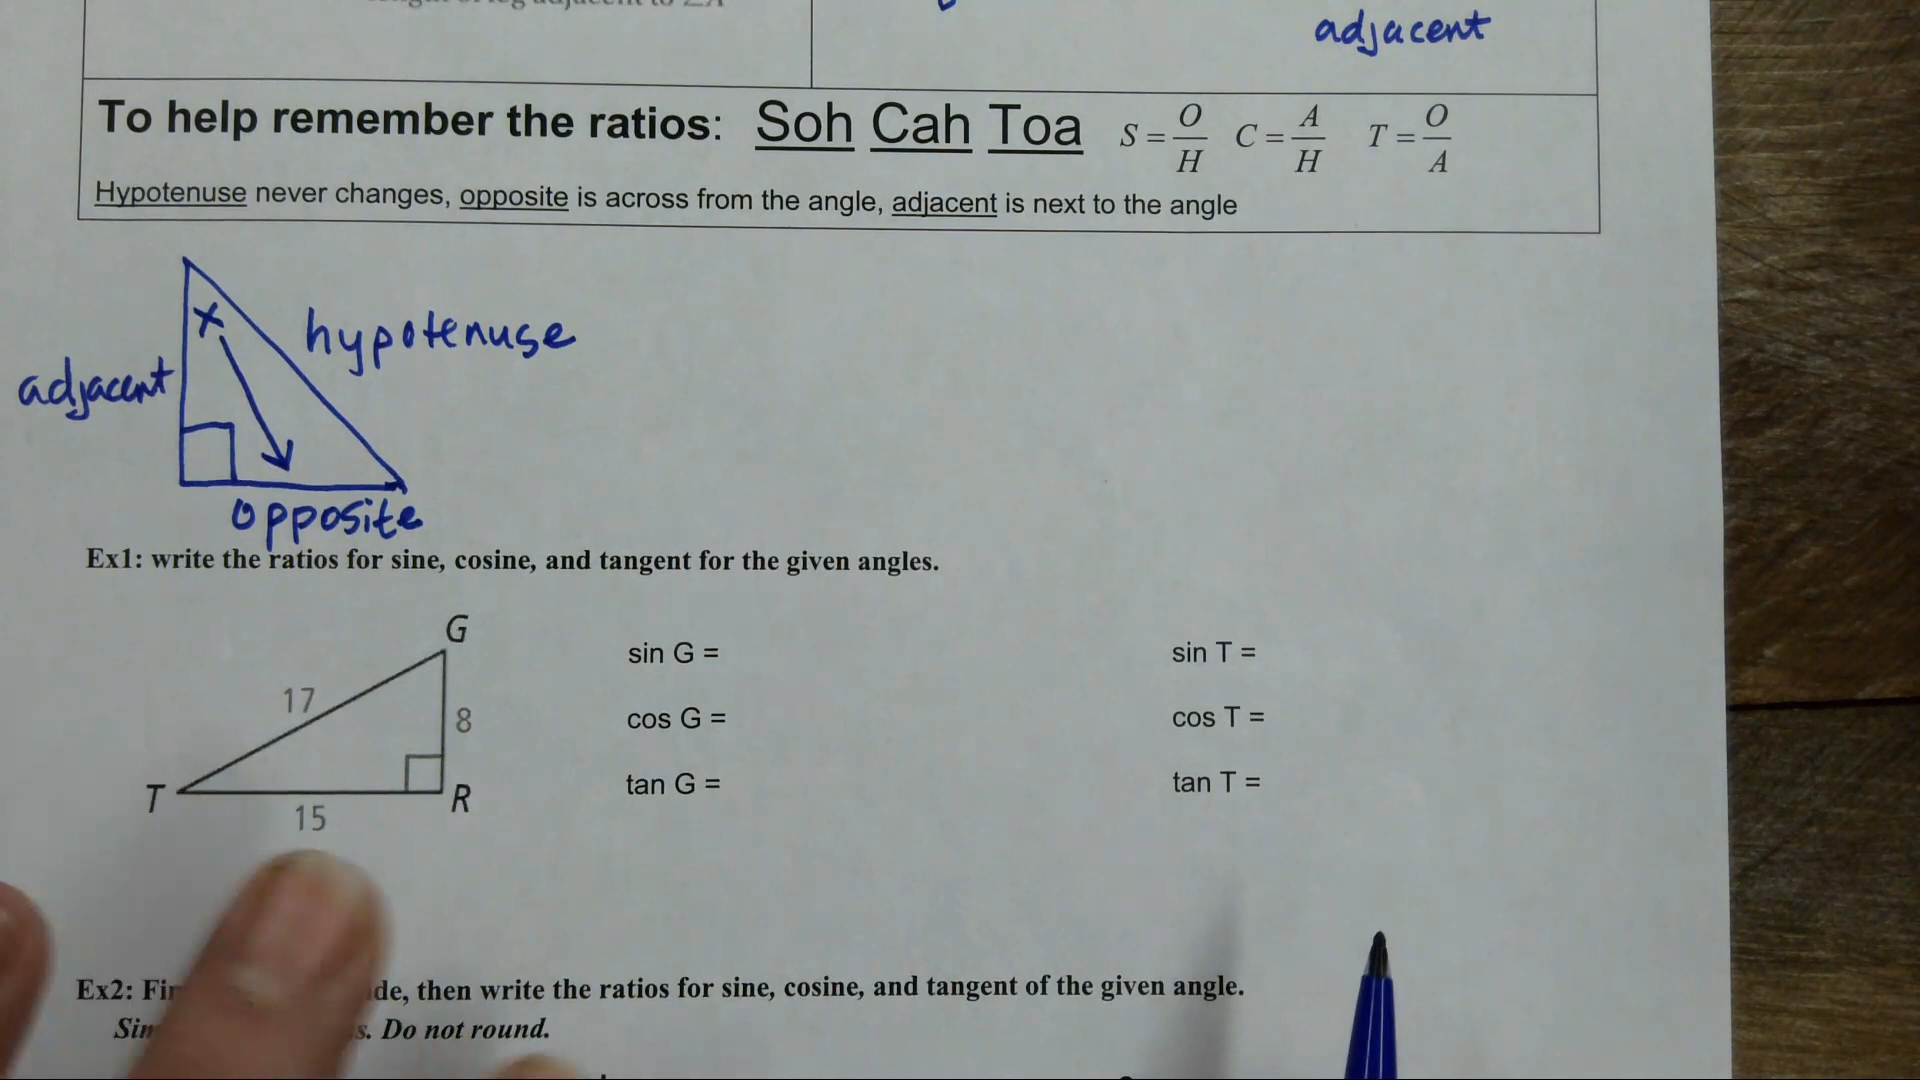 adjacent
To help remember the ratios: Soh Cah Toa S = O/H C = A/H T = O/A
Hypotenuse never changes, opposite is across from the angle, adjacent is next to the angle
x
hypotenuse
adjacent
opposite
Ex1: write the ratios for sine, cosine, and tangent for the given angles.
G
17
8
T
R
15
sin G =
cos G =
tan G =
sin T =
cos T =
tan T =
Ex2: de, then write the ratios for sine, cosine, and tangent of the given angle.
Do not round.